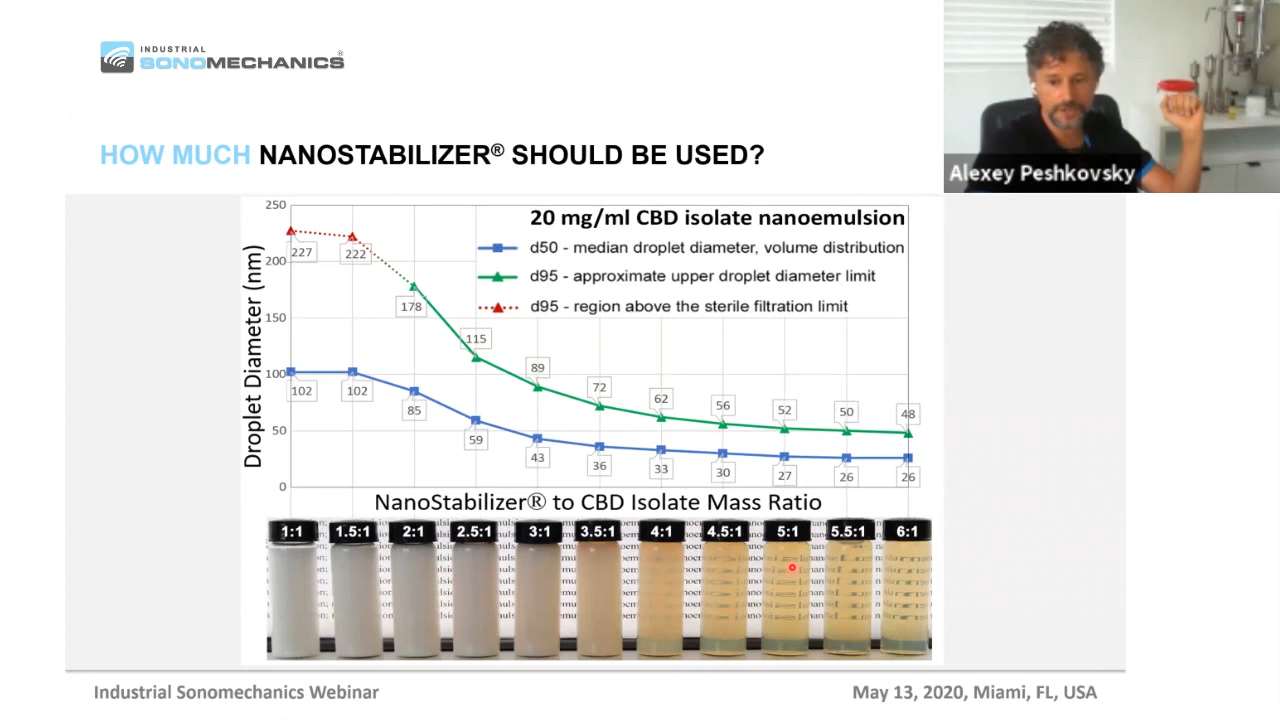 INDUSTRIAL
SONOMECHANICS®
Alexey Peshkovsky
HOW MUCH NANOSTABILIZER® SHOULD BE USED?
20 mg/ml CBD isolate nanoemulsion
d50 - median droplet diameter, volume distribution
d95 - approximate upper droplet diameter limit
d95 - region above the sterile filtration limit
Droplet Diameter (nm)
250
200
150
100
50
0
227
222
178
115
89
72
62
56
52
50
48
102
102
85
59
43
36
33
30
27
26
26
NanoStabilizer® to CBD Isolate Mass Ratio
1:1 1.5:1 2:1 2.5:1 3:1 3.5:1 4:1 4.5:1 5:1 5.5:1 6:1
Industrial Sonomechanics Webinar
May 13, 2020, Miami, FL, USA